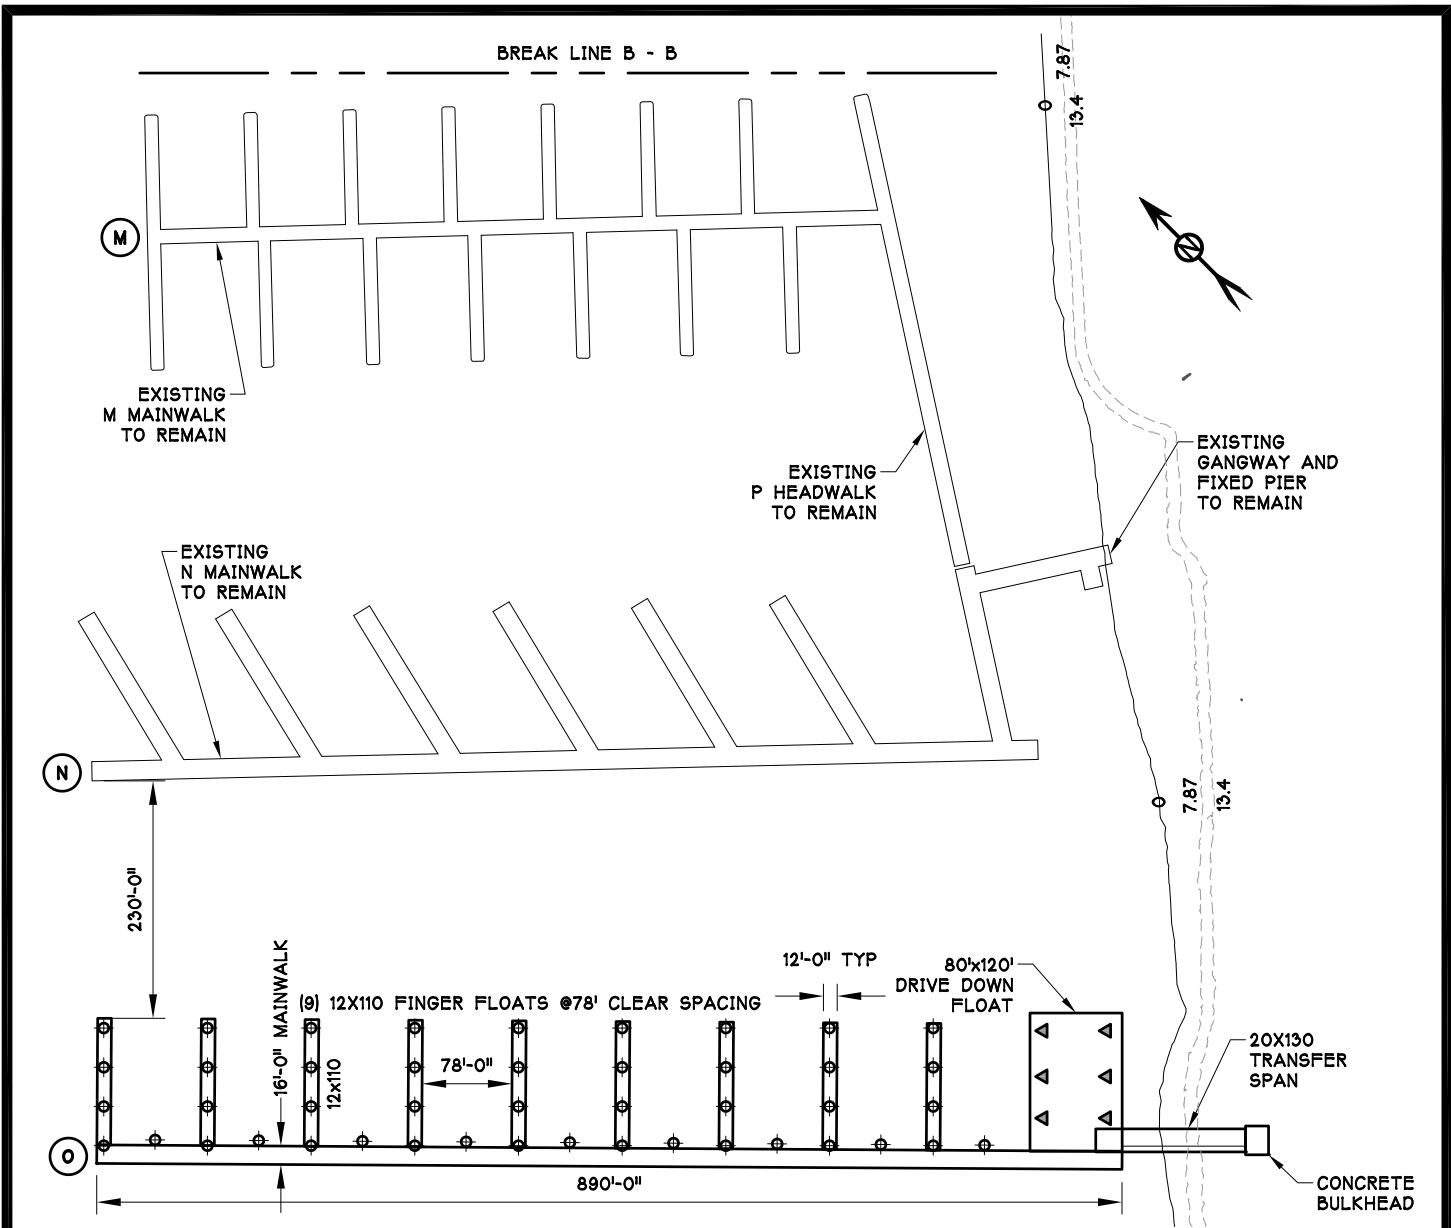 BREAK LINE B - B
7.87
13.4
M
N
EXISTING
M MAINWALK
TO REMAIN
EXISTING
P HEADWALK
TO REMAIN
EXISTING
GANGWAY AND
FIXED PIER
TO REMAIN
EXISTING
N MAINWALK
TO REMAIN
N
7.87
13.4
230'-0"
16'-0" MAINWALK
(9) 12X110 FINGER FLOATS @78' CLEAR SPACING
12'-0" TYP
80'x120'
DRIVE DOWN
FLOAT
12x110
78'-0"
20X130
TRANSFER
SPAN
O
890'-0"
CONCRETE
BULKHEAD